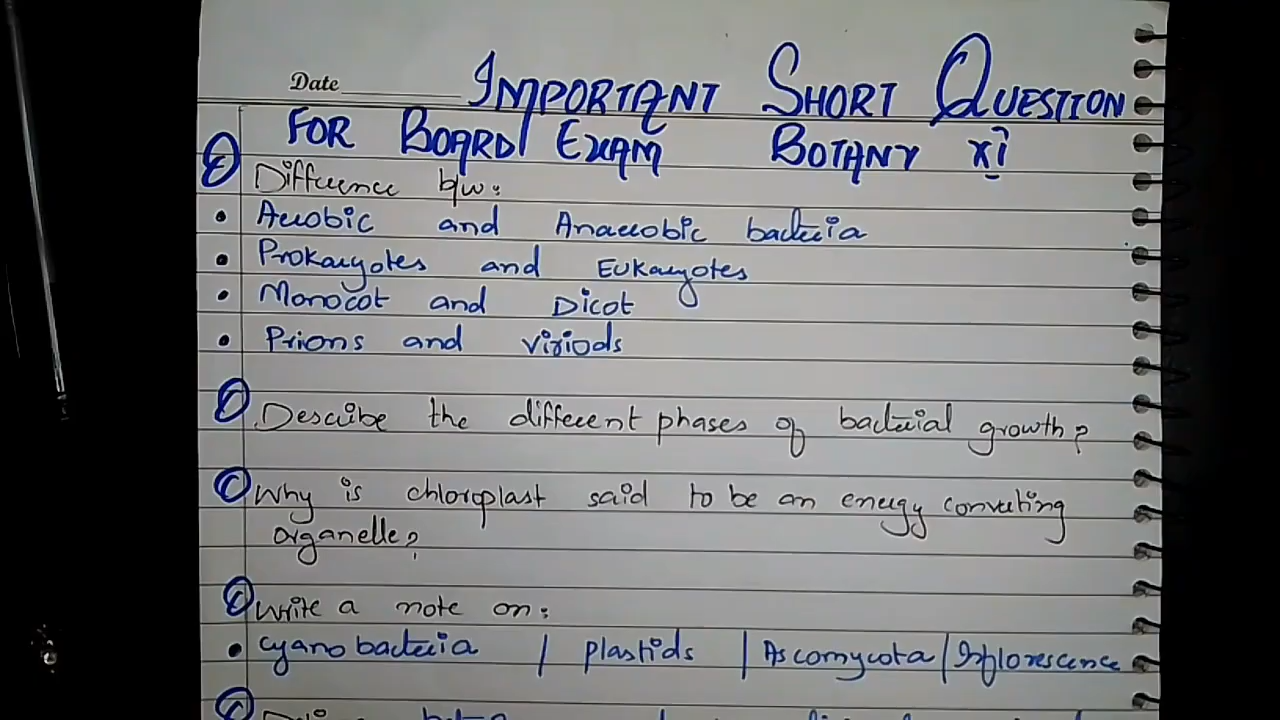 Date
IMPORTANT SHORT QUESTION
FOR BOARD EXAM BOTANY XI
Difference b/w:
• Aerobic and Anaerobic bacteria
• Prokaryotes and Eukaryotes
• Monocot and Dicot
• Prions and viriods
Describe the different phases of bacterial growth?
Why is chloroplast said to be an energy converting
organelle?
Write a note on:
• cyanobacteria | plastids | Ascomycota | Inflorescence